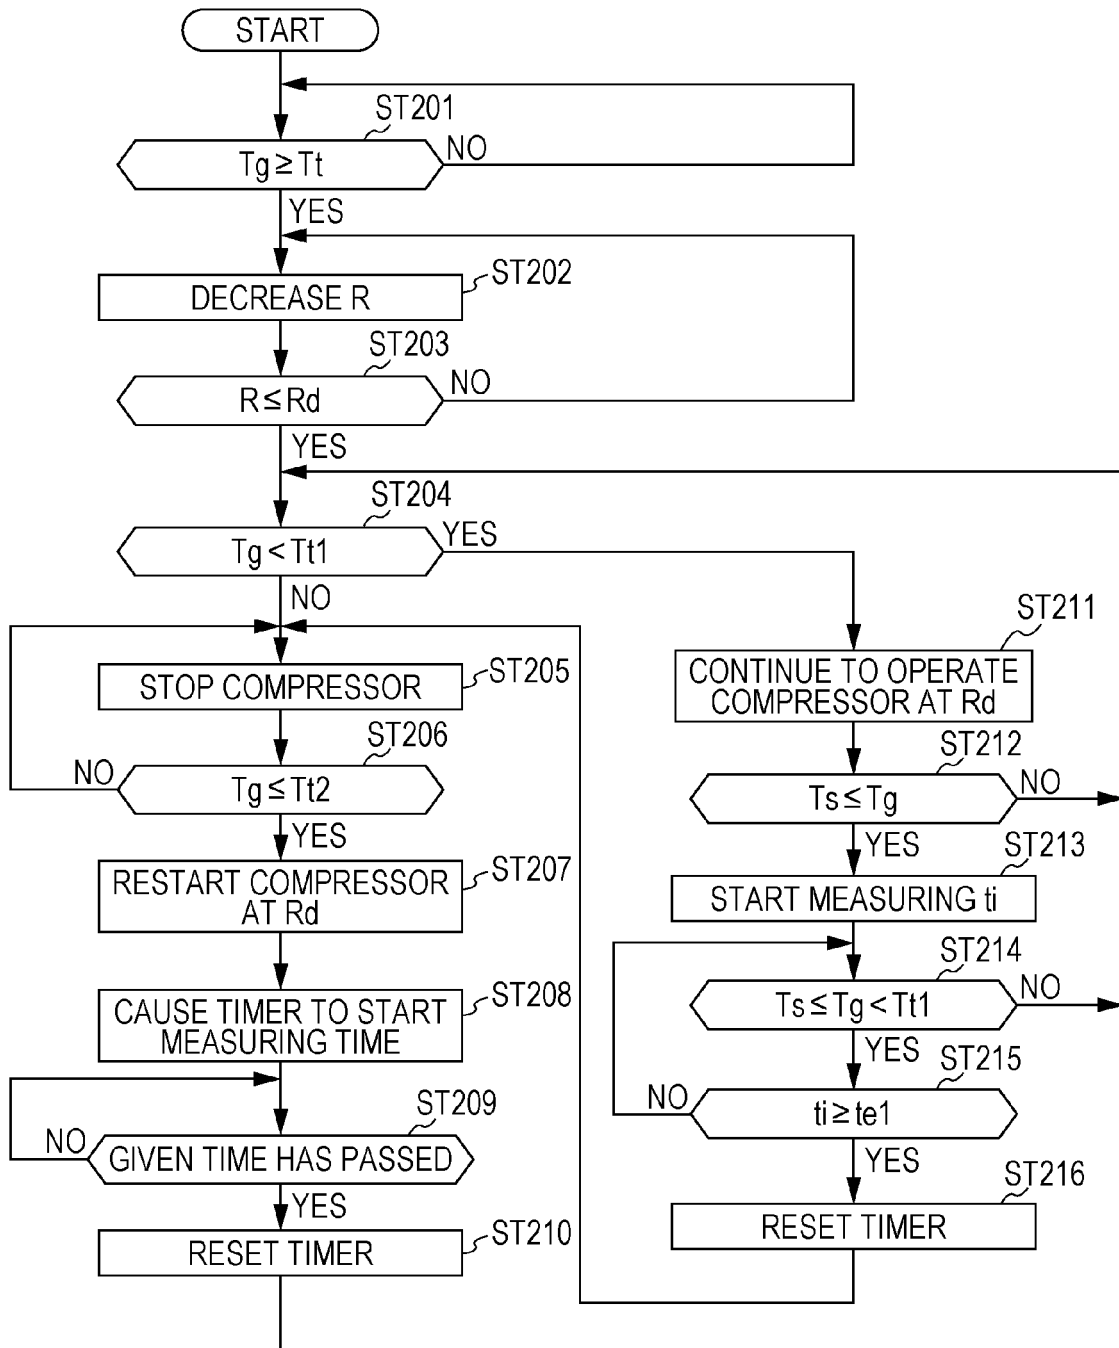 START
ST201
Tg ≥ Tt
NO
YES
ST202
DECREASE R
ST203
R ≤ Rd
NO
YES
ST204
Tg < Tt1
YES
NO
ST205
STOP COMPRESSOR
ST206
Tg ≤ Tt2
NO
YES
ST207
RESTART COMPRESSOR
AT Rd
ST208
CAUSE TIMER TO START
MEASURING TIME
ST209
GIVEN TIME HAS PASSED
NO
YES
ST210
RESET TIMER
ST211
CONTINUE TO OPERATE
COMPRESSOR AT Rd
ST212
Ts ≤ Tg
NO
YES
ST213
START MEASURING ti
ST214
Ts ≤ Tg < Tt1
NO
YES
ST215
ti ≥ te1
NO
YES
ST216
RESET TIMER